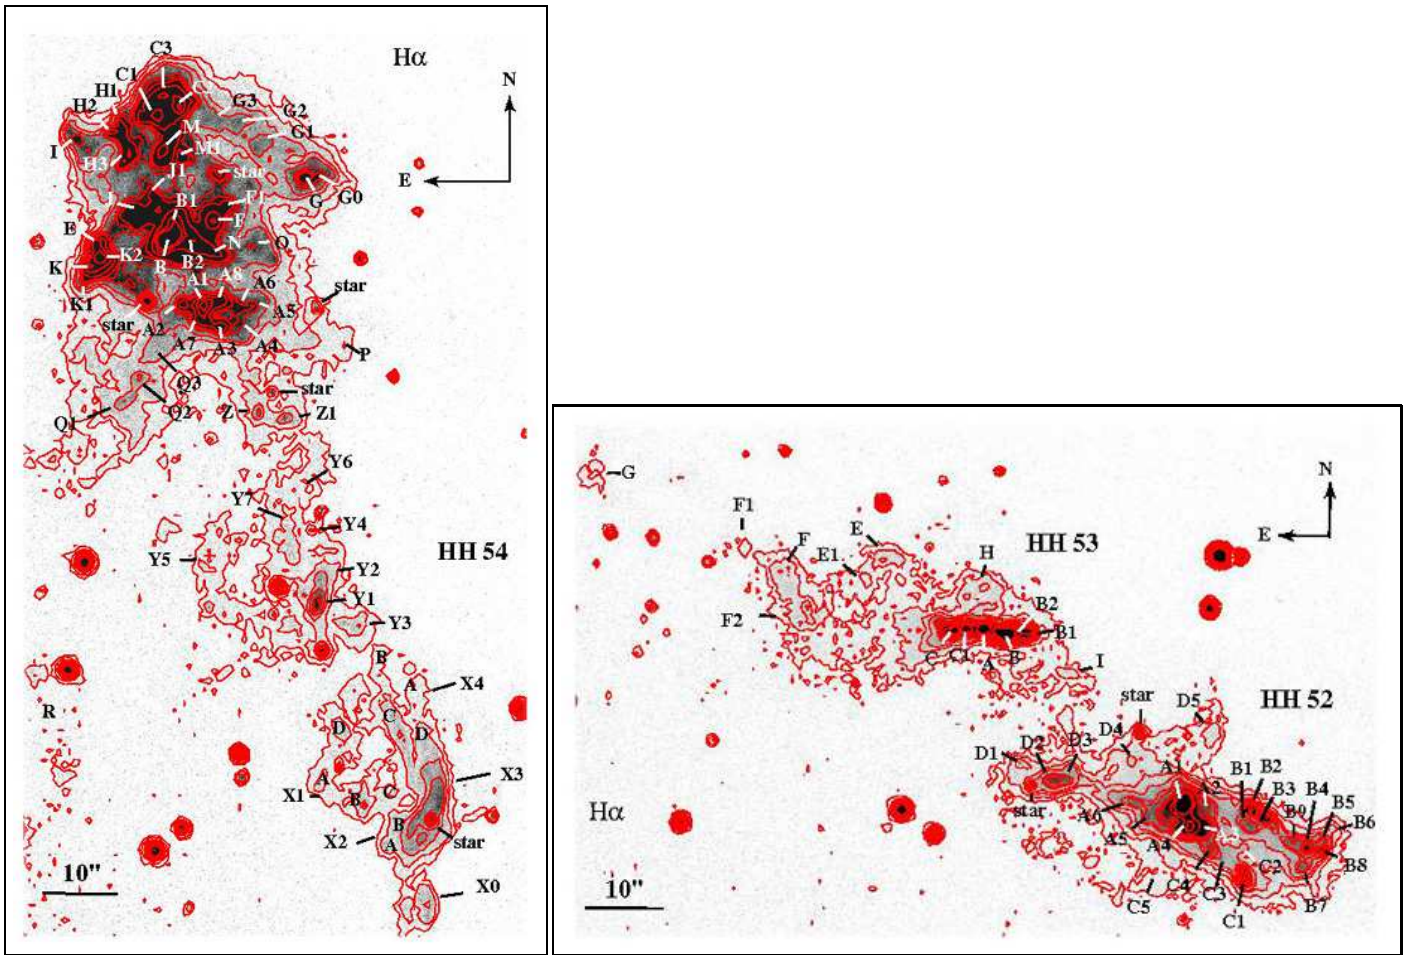 C3
Hα
C1
N
H1
G3
G2
H2
M
G1
I
M1
H3
J1
star
E
G
G0
J
B1
F1
E
F
K2
N
O
K
B
B2
A1
A8
K1
A6
star
star
A2
A5
A7
A3
A4
P
Q3
star
Q1
Q2
Z
Z1
Y6
Y7
Y4
HH 54
Y5
Y2
Y1
Y3
B
A
X4
R
C
D
D
A
X3
X1
B
C
B
X2
A
star
10"
X0
G
N
F1
E
HH 53
E
F
E1
H
B2
F2
C
C1
A
B
B1
I
star
D5
HH 52
D4
D1
D2
D3
A1
B1
B2
B3
B4
star
B9
B5
Hα
A6
A5
B6
A4
C2
B8
10"
C4
C3
C5
B7
C1